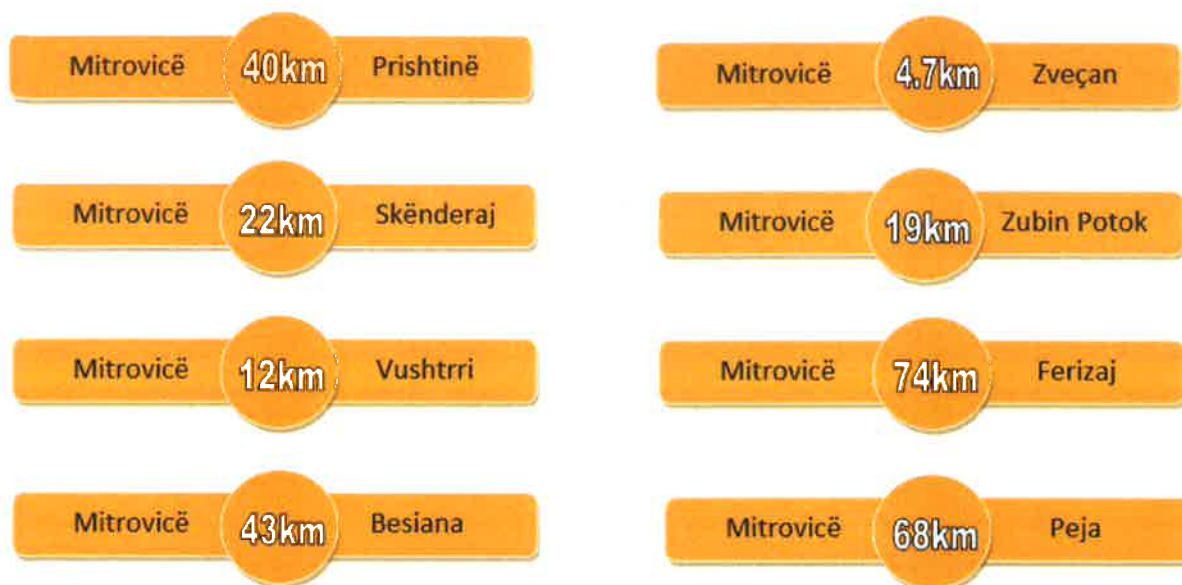 Mitrovicë 40km Prishtinë
Mitrovicë 4.7km Zveçan
Mitrovicë 22km Skënderaj
Mitrovicë 19km Zubin Potok
Mitrovicë 12km Vushtrri
Mitrovicë 74km Ferizaj
Mitrovicë 43km Besiana
Mitrovicë 68km Peja